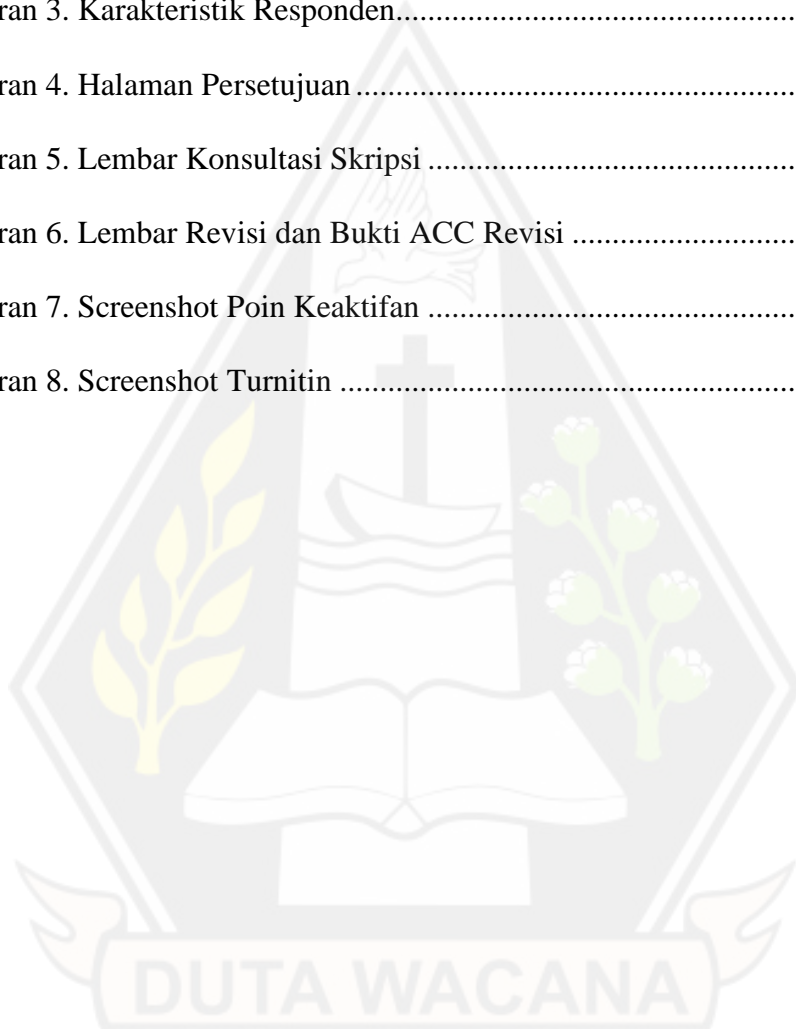 ran 3. Karakteristik Responden..................................................
ran 4. Halaman Persetujuan.......................................................
ran 5. Lembar Konsultasi Skripsi..............................................
ran 6. Lembar Revisi dan Bukti ACC Revisi............................
ran 7. Screenshot Poin Keaktifan..............................................
ran 8. Screenshot Turnitin.........................................................
DUTA WACANA